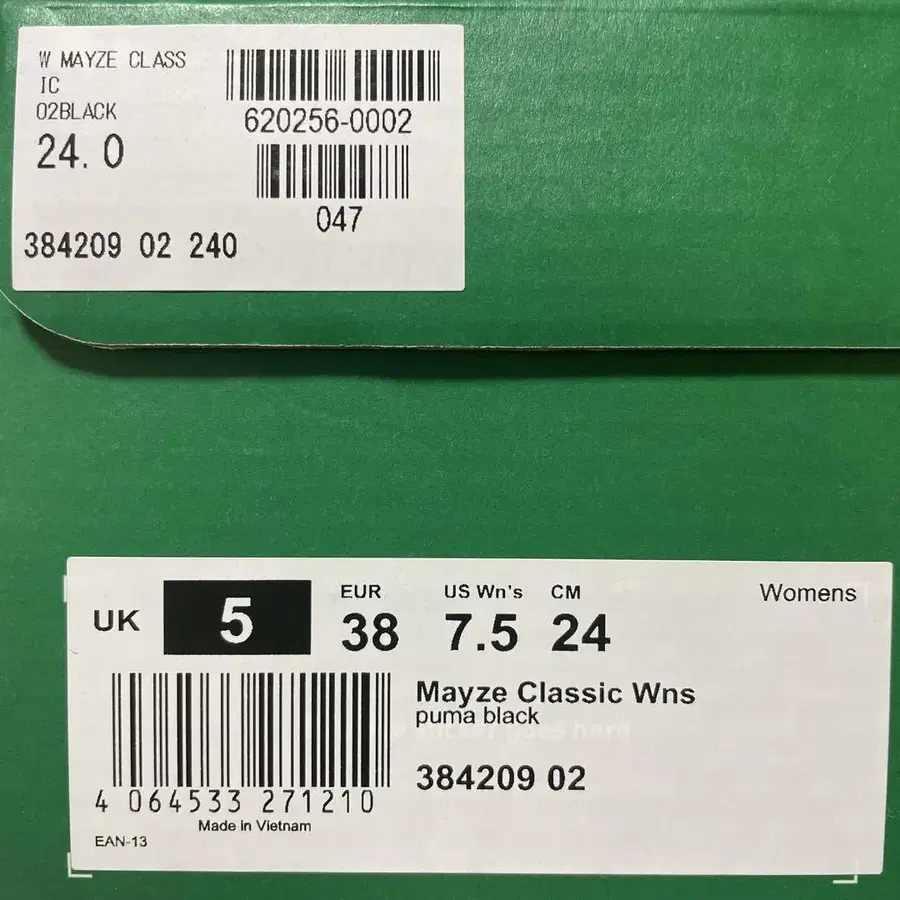 W MAYZE CLASS
IC
02BLACK
24.0
620256-0002
047
384209 02 240
UK 5
EUR 38
US Wn's 7.5
CM 24
Womens
Mayze Classic Wns
puma black
goes here
384209 02
4 064533 271210
Made in Vietnam
EAN-13